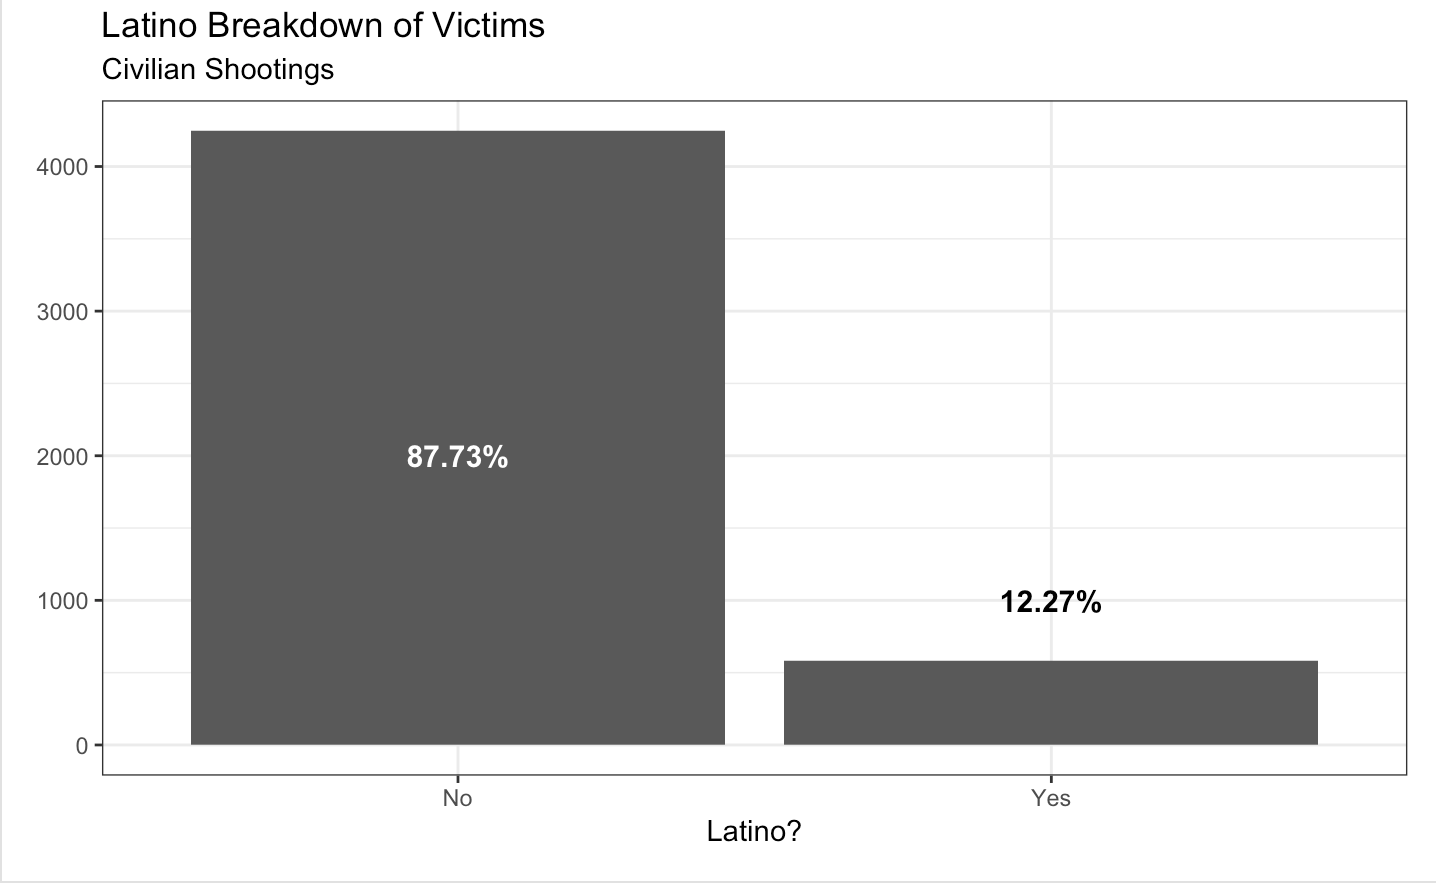 Latino Breakdown of Victims
Civilian Shootings
4000
3000
2000
1000
0
87.73%
12.27%
No
Yes
Latino?